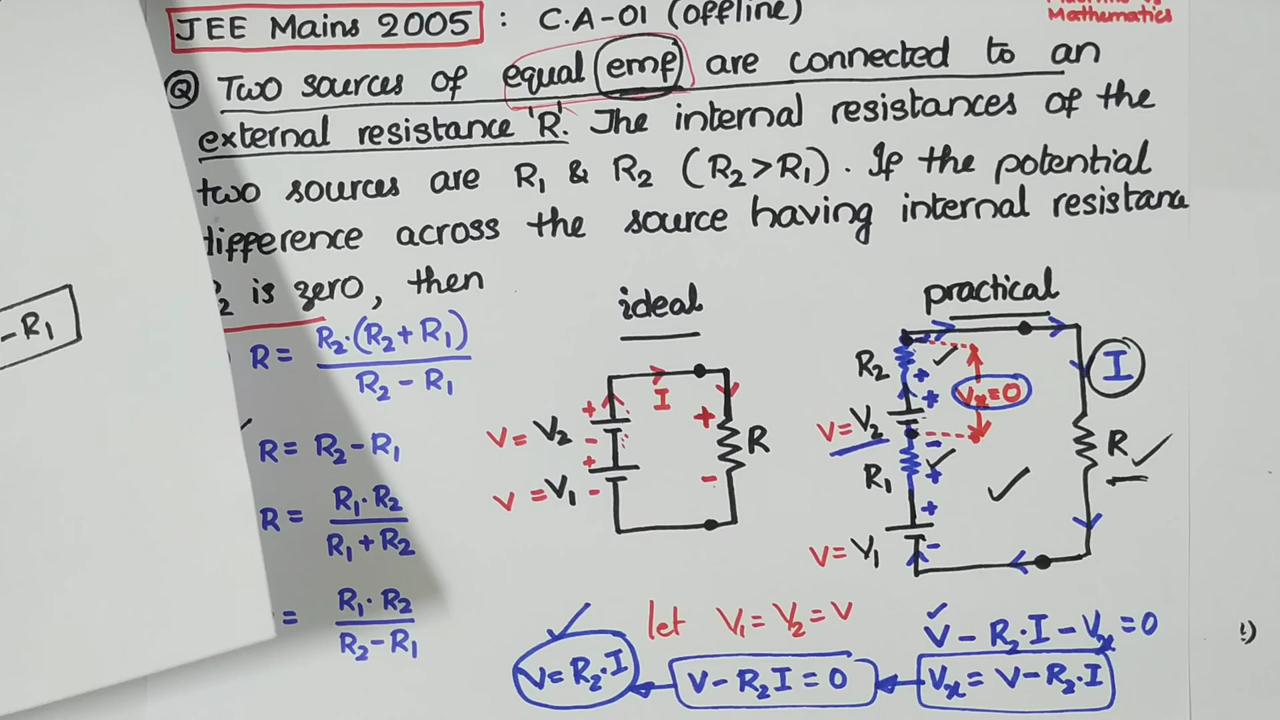 JEE Mains 2005 : C.A-01 (offline)
Mathematics
Q Two sources of equal emf are connected to an
external resistance 'R'. The internal resistances of the
two sources are R₁ & R₂ (R₂>R₁). If the potential
difference across the source having internal resistanc
₂ is zero, then
-R₁
R = R₂.(R₂+R₁) / R₂-R₁
R = R₂-R₁
R = R₁.R₂ / R₁+R₂
= R₁.R₂ / R₂-R₁
ideal
+ I +
V = V₂ - R
+
V = V₁ - -
practical
R₂ + Vx=0 I
V=V₂ + -
R₁ + R
+
V=V₁ -
let V₁ = V₂ = V
V - R₂.I - Vx = 0
V = R₂.I
V - R₂I = 0
Vx = V - R₂.I